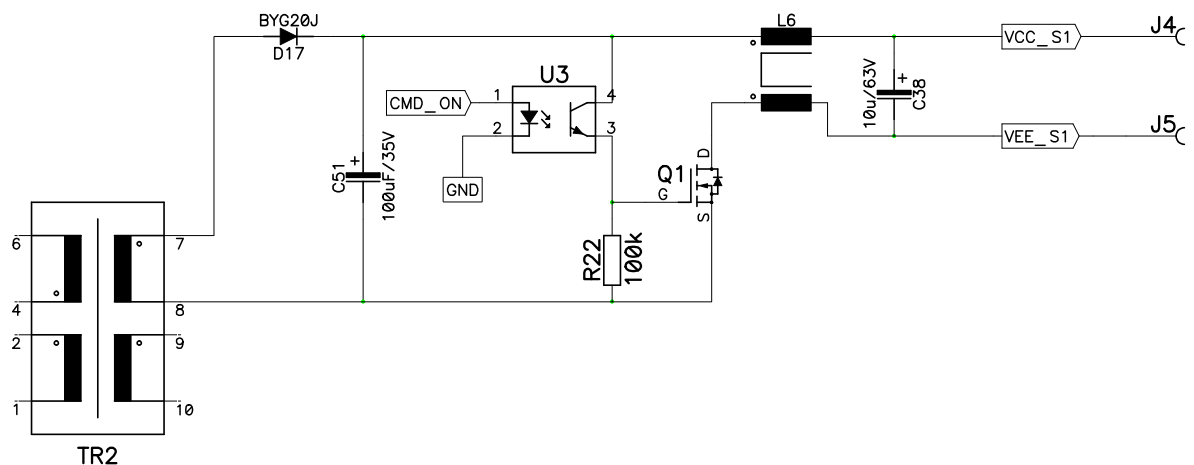 BYG20J
D17
L6
VCC_S1
J4
U3
CMD_ON
1
4
2
3
GND
C51
+
100uF/35V
10u/63V
+
C38
VEE_S1
J5
Q1
D
G
S
R22
100k
6
7
4
8
2
9
1
10
TR2